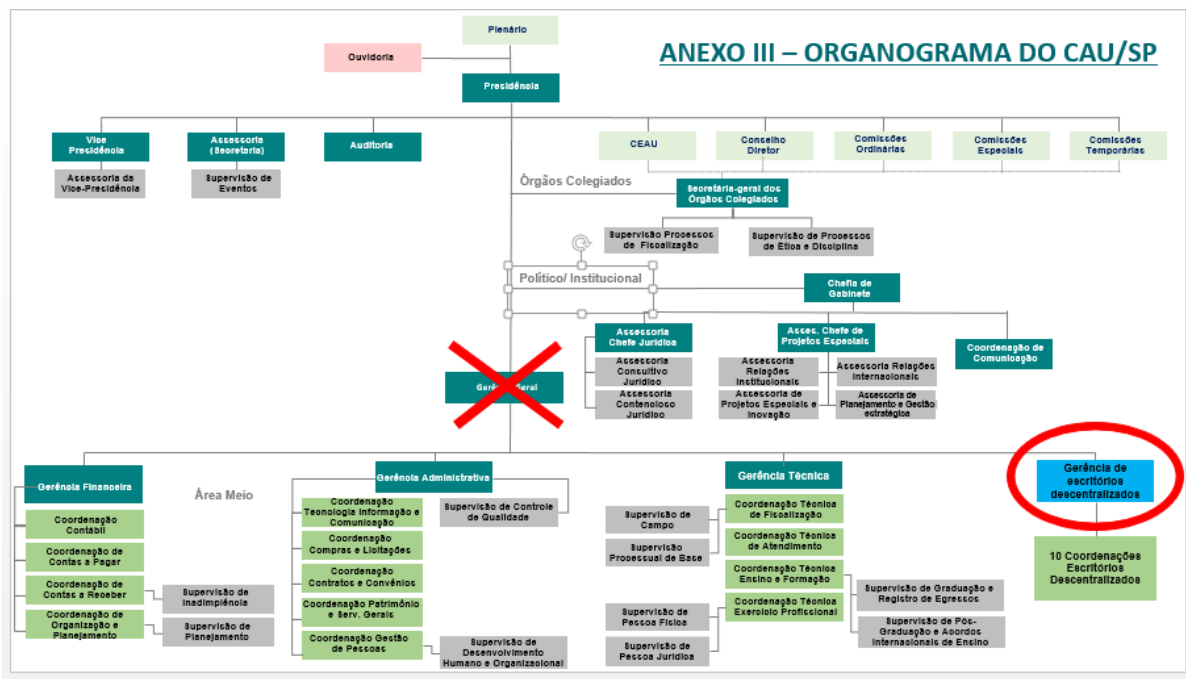 Plenário
Ouvidoria
ANEXO III – ORGANOGRAMA DO CAU/SP
Presidência
Vice
Presidência
Assessoria
(Secretaria)
Auditoria
CEAU
Conselho
Diretor
Comissões
Ordinárias
Comissões
Especiais
Comissões
Temporárias
Assessoria da
Vice-Presidência
Supervisão de
Eventos
Órgãos Colegiados
Secretária-geral dos
Órgãos Colegiados
Supervisão Processos
de Fiscalização
Supervisão de Processos
de Ética e Disciplina
Político/ Institucional
Chefia de
Gabinete
Assessoria
Chefe Jurídica
Asses. Chefe de
Projetos Especiais
Coordenação de
Comunicação
Assessoria
Consultivo
Jurídico
Assessoria
Contencioso
Jurídico
Assessoria
Relações
Institucionais
Assessoria Relações
Internacionais
Assessoria de
Projetos Especiais e
Inovação
Assessoria de
Planejamento e Gestão
estratégica
Gerência Geral
Gerência Financeira
Área Meio
Gerência Administrativa
Gerência Técnica
Gerência de
escritórios
descentralizados
Coordenação
Contábil
Coordenação de
Contas a Pagar
Coordenação de
Contas a Receber
Coordenação de
Organização e
Planejamento
Supervisão de
Inadimplência
Supervisão de
Planejamento
Coordenação
Tecnologia Informação e
Comunicação
Coordenação
Compras e Licitações
Coordenação
Contratos e Convênios
Coordenação Patrimônio
e Serv. Gerais
Coordenação Gestão
de Pessoas
Supervisão de Controle
de Qualidade
Supervisão de
Desenvolvimento
Humano e Organizacional
Supervisão de
Campo
Supervisão
Processual de Base
Supervisão de
Pessoa Física
Supervisão de
Pessoa Jurídica
Coordenação Técnica
de Fiscalização
Coordenação Técnica
de Atendimento
Coordenação Técnica
Ensino e Formação
Coordenação Técnica
Exercício Profissional
Supervisão de Graduação e
Registro de Egressos
Supervisão de Pós-
Graduação e Acordos
Internacionais de Ensino
10 Coordenações
Escritórios
Descentralizados